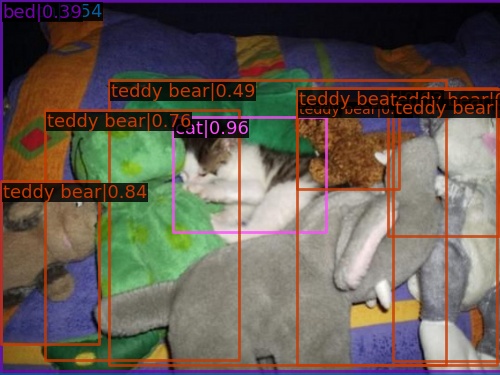 bed|0.3954
teddy bear|0.49
teddy bear
teddy bear
teddy bear|0.76
cat|0.96
teddy bear|0.84